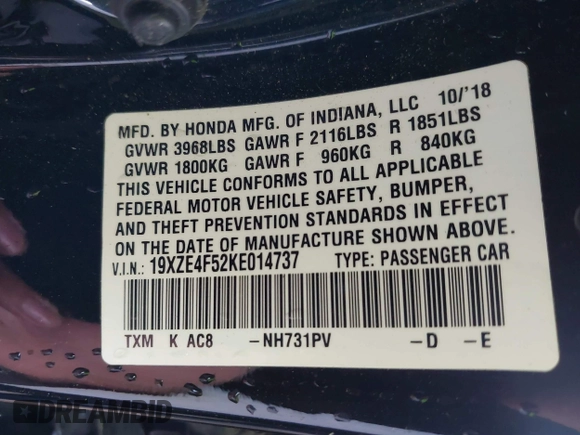 MFD. BY HONDA MFG. OF INDIANA, LLC 10/'18
GVWR 3968LBS GAWR F 2116LBS R 1851LBS
GVWR 1800KG GAWR F 960KG R 840KG
THIS VEHICLE CONFORMS TO ALL APPLICABLE
FEDERAL MOTOR VEHICLE SAFETY, BUMPER,
AND THEFT PREVENTION STANDARDS IN EFFECT
ON THE DATE OF MANUFACTURE SHOWN ABOVE.
V.I.N.: 19XZE4F52KE014737 TYPE: PASSENGER CAR
TXM K AC8 -NH731PV -D -E
DREAMBID